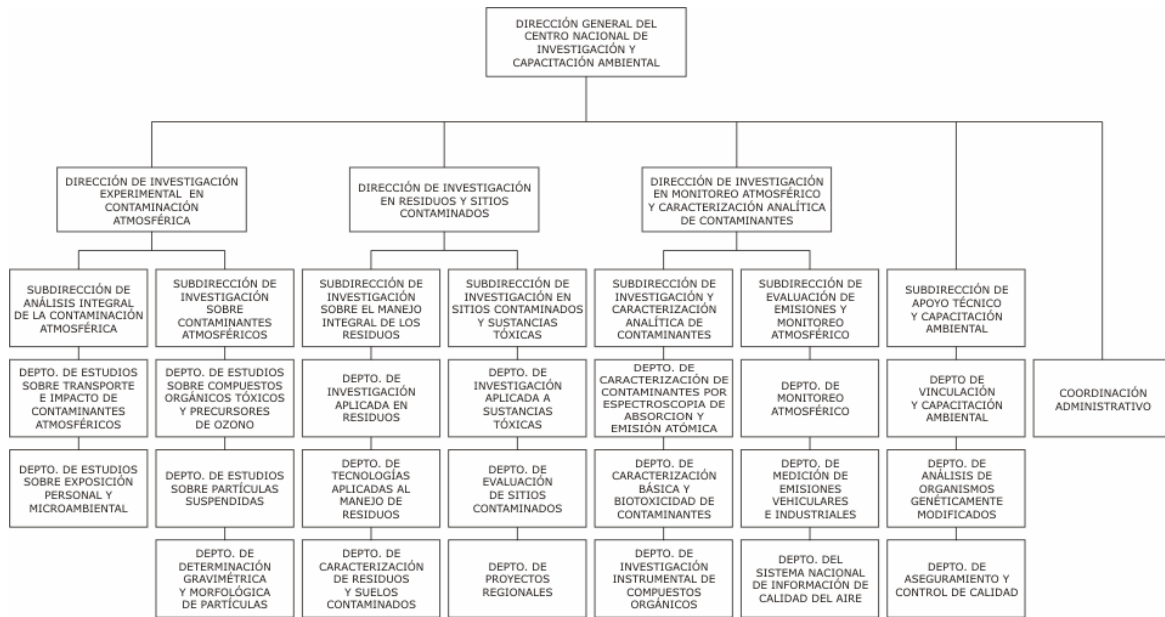 DIRECCIÓN GENERAL DEL
CENTRO NACIONAL DE
INVESTIGACIÓN Y
CAPACITACIÓN AMBIENTAL
DIRECCIÓN DE INVESTIGACIÓN
EXPERIMENTAL EN
CONTAMINACIÓN
ATMOSFÉRICA
DIRECCIÓN DE INVESTIGACIÓN
EN RESIDUOS Y SITIOS
CONTAMINADOS
DIRECCIÓN DE INVESTIGACIÓN
EN MONITOREO ATMOSFÉRICO
Y CARACTERIZACIÓN ANALÍTICA
DE CONTAMINANTES
SUBDIRECCIÓN DE
ANÁLISIS INTEGRAL
DE LA CONTAMINACIÓN
ATMOSFÉRICA
SUBDIRECCIÓN DE
INVESTIGACIÓN
SOBRE
CONTAMINANTES
ATMOSFÉRICOS
SUBDIRECCIÓN DE
INVESTIGACIÓN
SOBRE EL MANEJO
INTEGRAL DE LOS
RESIDUOS
SUBDIRECCIÓN DE
INVESTIGACIÓN EN
SITIOS CONTAMINADOS
Y SUSTANCIAS
TÓXICAS
SUBDIRECCIÓN DE
INVESTIGACIÓN Y
CARACTERIZACIÓN
ANALÍTICA DE
CONTAMINANTES
SUBDIRECCIÓN
DE EVALUACIÓN DE
EMISIONES Y
MONITOREO
ATMOSFÉRICO
SUBDIRECCIÓN DE
APOYO TÉCNICO
Y CAPACITACIÓN
AMBIENTAL
DEPTO. DE ESTUDIOS
SOBRE TRANSPORTE
E IMPACTO DE
CONTAMINANTES
ATMOSFÉRICOS
DEPTO. DE ESTUDIOS
SOBRE COMPUESTOS
ORGÁNICOS TÓXICOS
Y PRECURSORES
DE OZONO
DEPTO. DE
INVESTIGACIÓN
APLICADA EN
RESIDUOS
DEPTO. DE
INVESTIGACIÓN
APLICADA A
SUSTANCIAS
TÓXICAS
DEPTO. DE
CARACTERIZACIÓN DE
CONTAMINANTES POR
ESPECTROSCOPIA DE
ABSORCION Y
EMISIÓN ATÓMICA
DEPTO. DE
MONITOREO
ATMOSFÉRICO
DEPTO DE
VINCULACIÓN
Y CAPACITACIÓN
AMBIENTAL
COORDINACIÓN
ADMINISTRATIVO
DEPTO. DE ESTUDIOS
SOBRE EXPOSICIÓN
PERSONAL Y
MICROAMBIENTAL
DEPTO. DE ESTUDIOS
SOBRE PARTÍCULAS
SUSPENDIDAS
DEPTO. DE
TECNOLOGÍAS
APLICADAS AL
MANEJO DE
RESIDUOS
DEPTO. DE
EVALUACIÓN
DE SITIOS
CONTAMINADOS
DEPTO. DE
CARACTERIZACIÓN
BÁSICA Y
BIOTOXICIDAD DE
CONTAMINANTES
DEPTO. DE
MEDICIÓN DE
EMISIONES
VEHICULARES
E INDUSTRIALES
DEPTO. DE
ANÁLISIS DE
ORGANISMOS
GENÉTICAMENTE
MODIFICADOS
DEPTO. DE
DETERMINACIÓN
GRAVIMÉTRICA
Y MORFOLÓGICA
DE PARTÍCULAS
DEPTO. DE
CARACTERIZACIÓN
DE RESIDUOS
Y SUELOS
CONTAMINADOS
DEPTO. DE
PROYECTOS
REGIONALES
DEPTO. DE
INVESTIGACIÓN
INSTRUMENTAL DE
COMPUESTOS
ORGÁNICOS
DEPTO. DEL
SISTEMA NACIONAL
DE INFORMACIÓN DE
CALIDAD DEL AIRE
DEPTO. DE
ASEGURAMIENTO Y
CONTROL DE CALIDAD